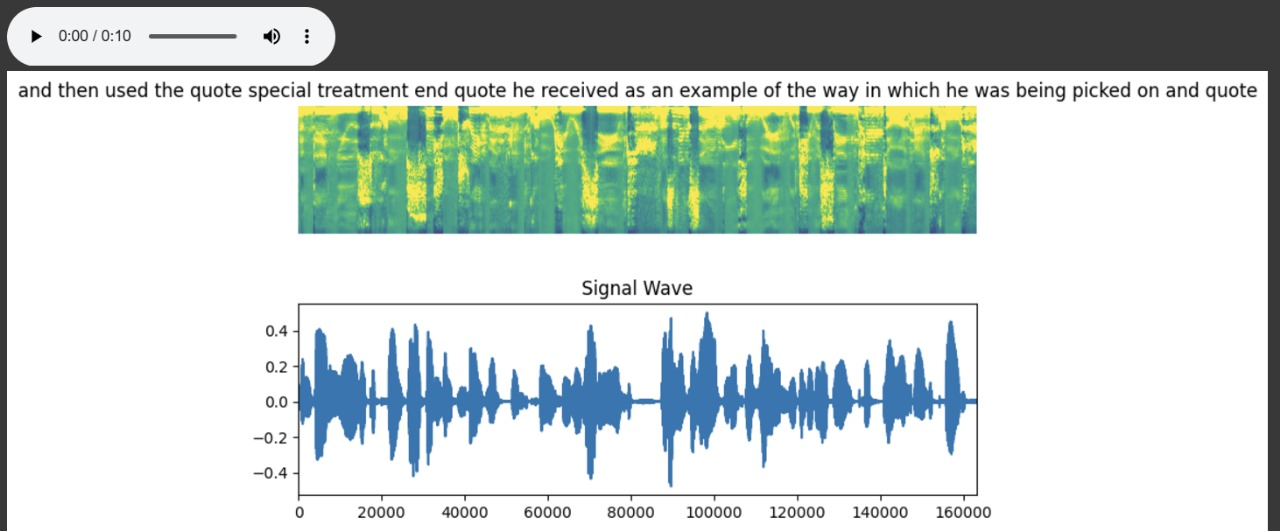 0:00 / 0:10
and then used the quote special treatment end quote he received as an example of the way in which he was being picked on and quote
Signal Wave
0.4
0.2
0.0
−0.2
−0.4
0 20000 40000 60000 80000 100000 120000 140000 160000